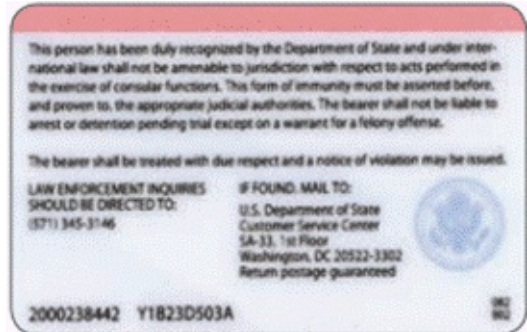 This person has been duly recognized by the Department of State and under inter-
national law shall not be amenable to jurisdiction with respect to acts performed in
the exercise of consular functions. This form of immunity must be asserted before,
and proven to, the appropriate judicial authorities. The bearer shall not be liable to
arrest or detention pending trial except on a warrant for a felony offense.
The bearer shall be treated with due respect and a notice of violation may be issued.
LAW ENFORCEMENT INQUIRIES
SHOULD BE DIRECTED TO:
(571) 345-3146
IF FOUND, MAIL TO:
U.S. Department of State
Customer Service Center
SA-33, 1st Floor
Washington, DC 20522-3302
Return postage guaranteed
2000238442 Y1B23D503A